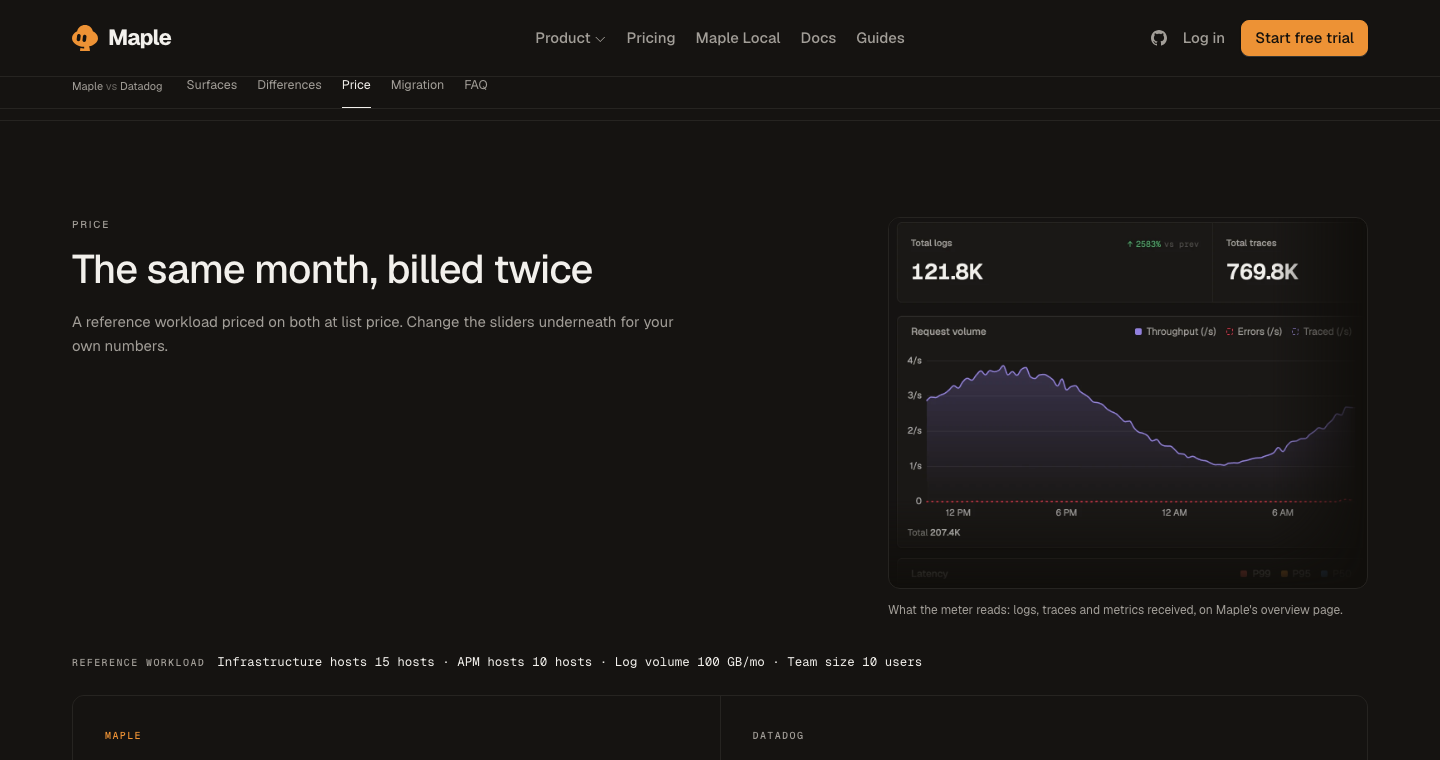 Maple
Product
Pricing
Maple Local
Docs
Guides
Log in
Start free trial
Maple vs Datadog
Surfaces
Differences
Price
Migration
FAQ
PRICE
The same month, billed twice
A reference workload priced on both at list price. Change the sliders underneath for your
own numbers.
Total logs
↑ 2583% vs prev
121.8K
Total traces
769.8K
Request volume
Throughput (/s)
Errors (/s)
Traced (/s)
4/s
3/s
2/s
1/s
0
12 PM
6 PM
12 AM
6 AM
Total 207.4K
Latency
P99
P95
What the meter reads: logs, traces and metrics received, on Maple's overview page.
REFERENCE WORKLOAD Infrastructure hosts 15 hosts · APM hosts 10 hosts · Log volume 100 GB/mo · Team size 10 users
MAPLE
DATADOG